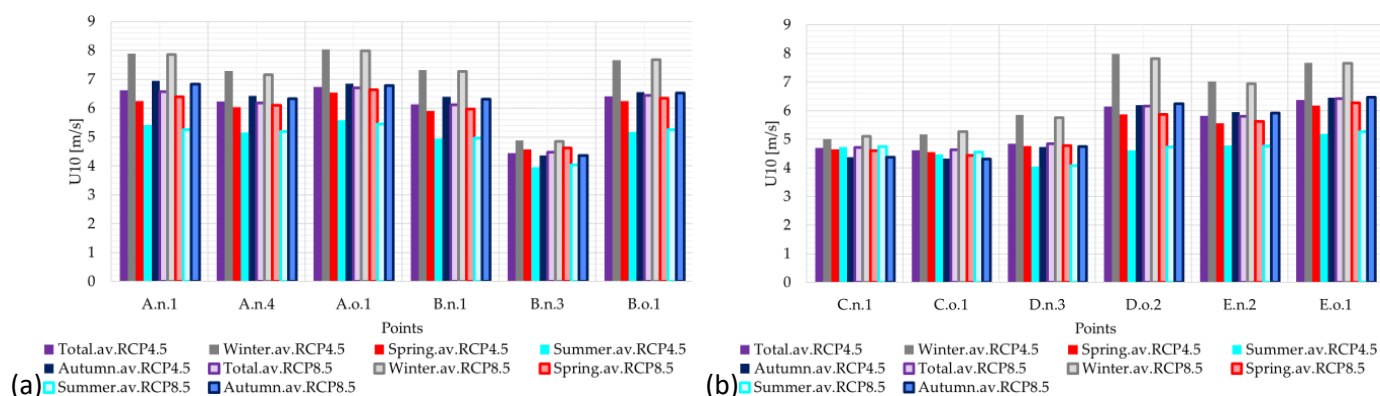 9
8
7
6
5
4
3
2
1
0
U10 [m/s]
A.n.1 A.n.4 A.o.1 B.n.1 B.n.3 B.o.1
Points
Total.av.RCP4.5 Winter.av.RCP4.5 Spring.av.RCP4.5 Summer.av.RCP4.5
Autumn.av.RCP4.5 Total.av.RCP8.5 Winter.av.RCP8.5 Spring.av.RCP8.5
(a) Summer.av.RCP8.5 Autumn.av.RCP8.5
9
8
7
6
5
4
3
2
1
0
U10 [m/s]
C.n.1 C.o.1 D.n.3 D.o.2 E.n.2 E.o.1
Points
Total.av.RCP4.5 Winter.av.RCP4.5 Spring.av.RCP4.5 Summer.av.RCP4.5
Autumn.av.RCP4.5 Total.av.RCP8.5 Winter.av.RCP8.5 Spring.av.RCP8.5
(b) Summer.av.RCP8.5 Autumn.av.RCP8.5